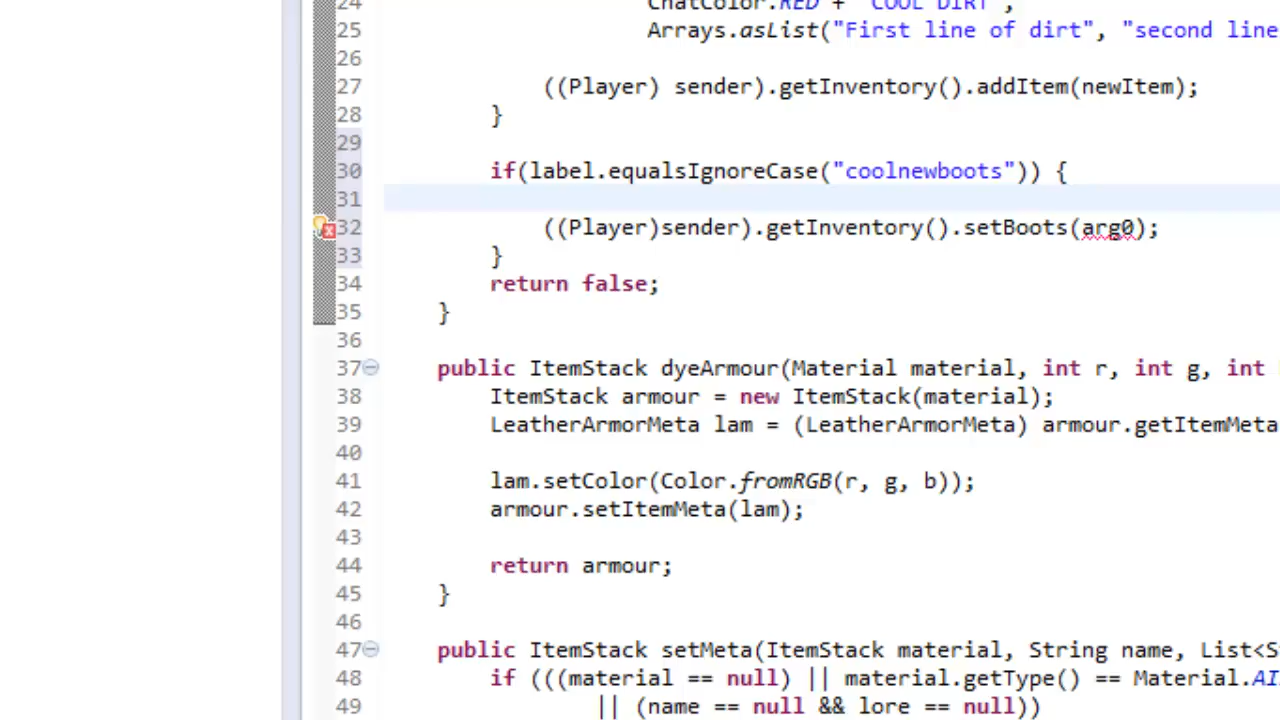 24 ChatColor.RED + "COOL DIRT",
25 Arrays.asList("First line of dirt", "second line
26
27 ((Player) sender).getInventory().addItem(newItem);
28 }
29
30 if(label.equalsIgnoreCase("coolnewboots")) {
31
32 ((Player)sender).getInventory().setBoots(arg0);
33 }
34 return false;
35 }
36
37 public ItemStack dyeArmour(Material material, int r, int g, int
38 ItemStack armour = new ItemStack(material);
39 LeatherArmorMeta lam = (LeatherArmorMeta) armour.getItemMeta
40
41 lam.setColor(Color.fromRGB(r, g, b));
42 armour.setItemMeta(lam);
43
44 return armour;
45 }
46
47 public ItemStack setMeta(ItemStack material, String name, List<S
48 if (((material == null) || material.getType() == Material.AI
49 || (name == null && lore == null))